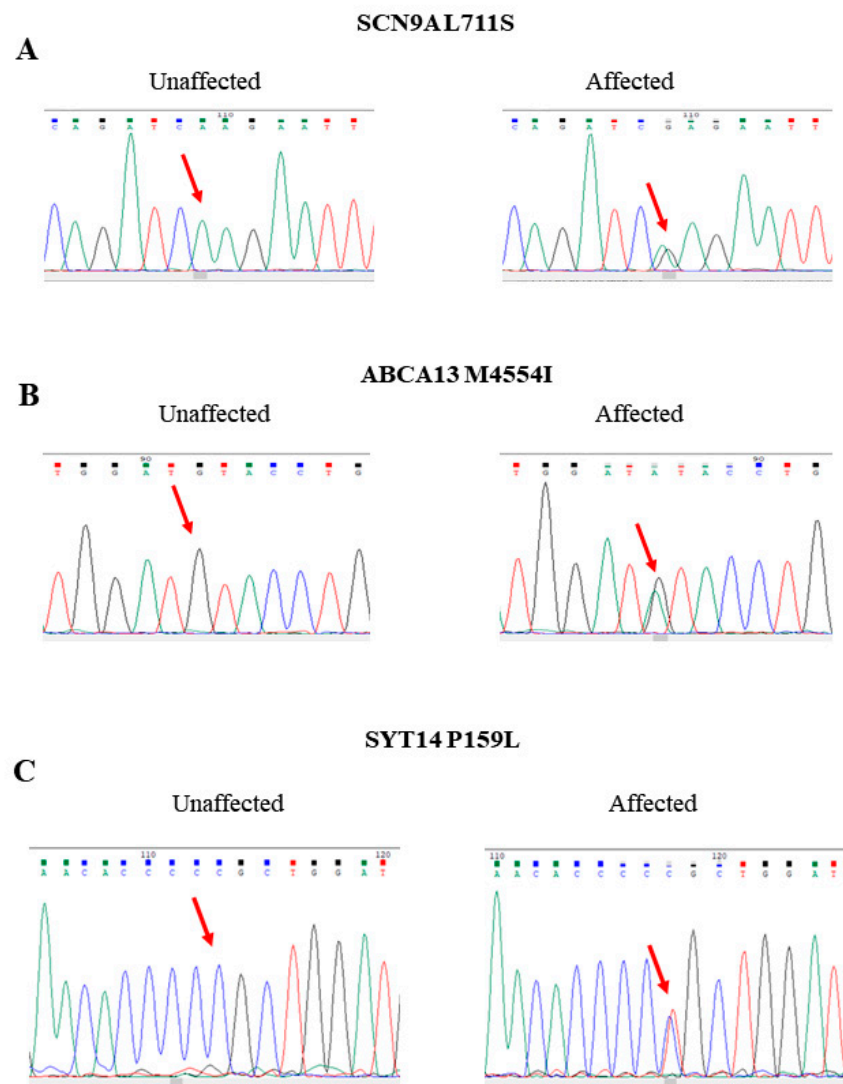 SCN9A L711S
A
Unaffected
Affected
110
C A G A T C A A G A A T T
110
C A G A T C G A G A A T T
ABCA13 M4554I
B
Unaffected
Affected
90
T G G A T G T A C C T G
90
T G G A T A T A C C T G
SYT14 P159L
C
Unaffected
Affected
110 120
A A C A C C C C G C T G G A T
110 120
A A C A C C C C C G C T G G A T